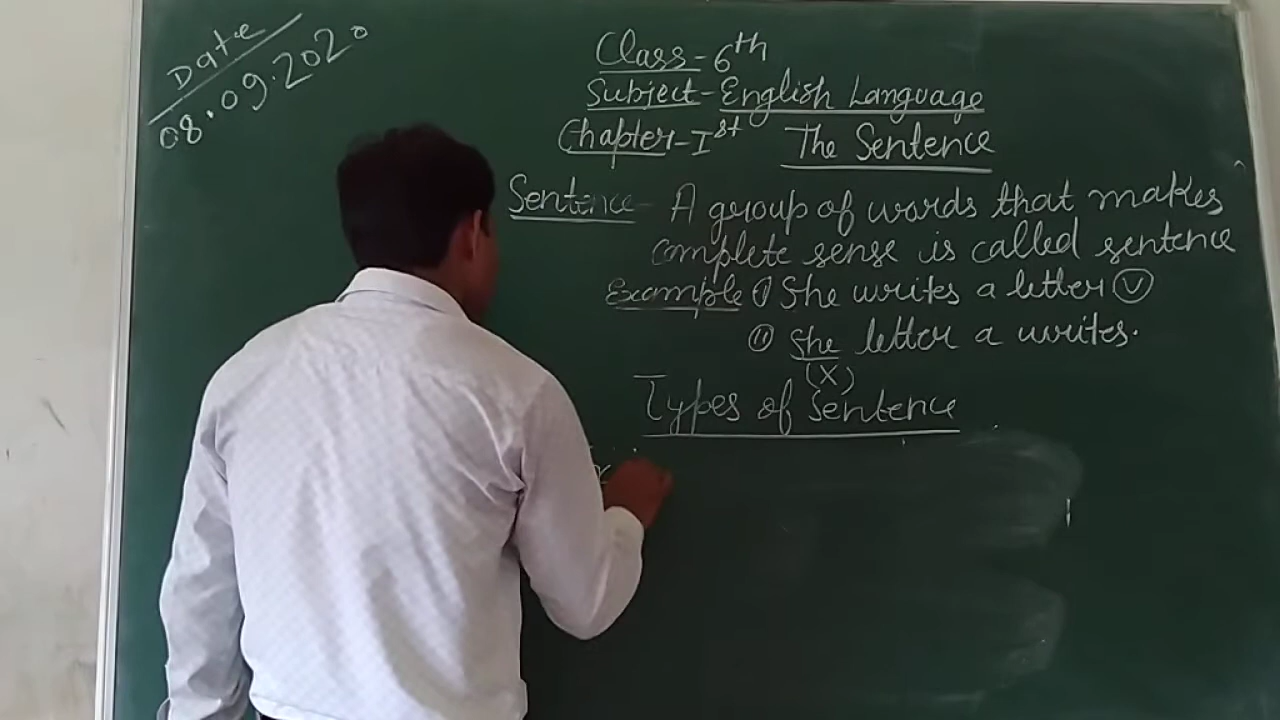 Date
08.09.2020
Class-6th
Subject-English Language
Chapter-Ist The Sentence
Sentence- A group of words that makes
complete sense is called sentence
Example (i) She writes a letter (✓)
(ii) She letter a writes.
(X)
Types of Sentence